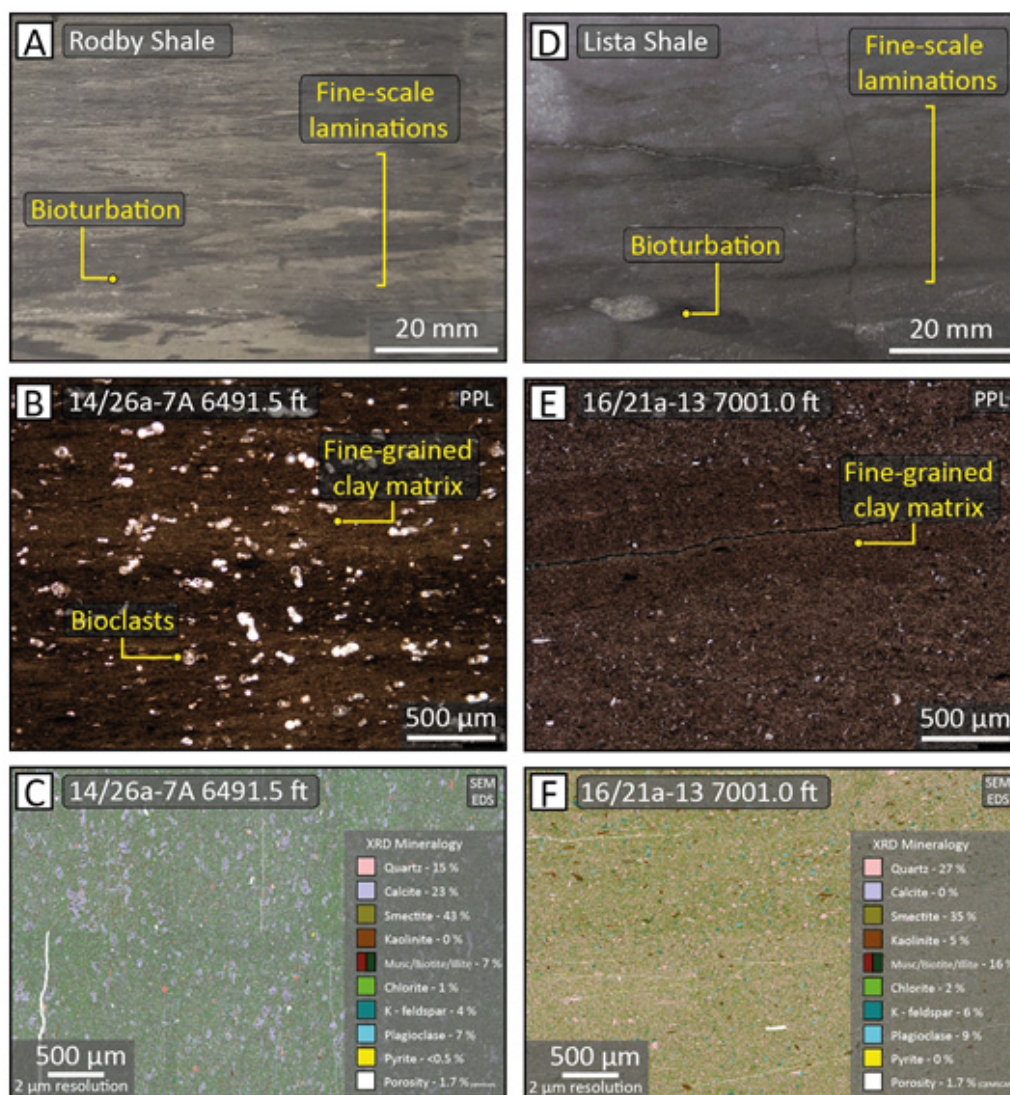 A Rodby Shale
Fine-scale
laminations
Bioturbation
20 mm
D Lista Shale
Fine-scale
laminations
Bioturbation
20 mm
B 14/26a-7A 6491.5 ft PPL
Fine-grained
clay matrix
Bioclasts
500 µm
E 16/21a-13 7001.0 ft PPL
Fine-grained
clay matrix
500 µm
C 14/26a-7A 6491.5 ft
SEM
EDS
XRD Mineralogy
Quartz - 15 %
Calcite - 23 %
Smectite - 43 %
Kaolinite - 0 %
Musc/Biotite/Illite - 7 %
Chlorite - 1 %
K - feldspar - 4 %
Plagioclase - 7 %
Pyrite - <0.5 %
Porosity - 1.7 %
500 µm
2 µm resolution
F 16/21a-13 7001.0 ft
SEM
EDS
XRD Mineralogy
Quartz - 27 %
Calcite - 0 %
Smectite - 35 %
Kaolinite - 5 %
Musc/Biotite/Illite - 16 %
Chlorite - 2 %
K - feldspar - 6 %
Plagioclase - 9 %
Pyrite - 0 %
Porosity - 1.7 %
500 µm
2 µm resolution